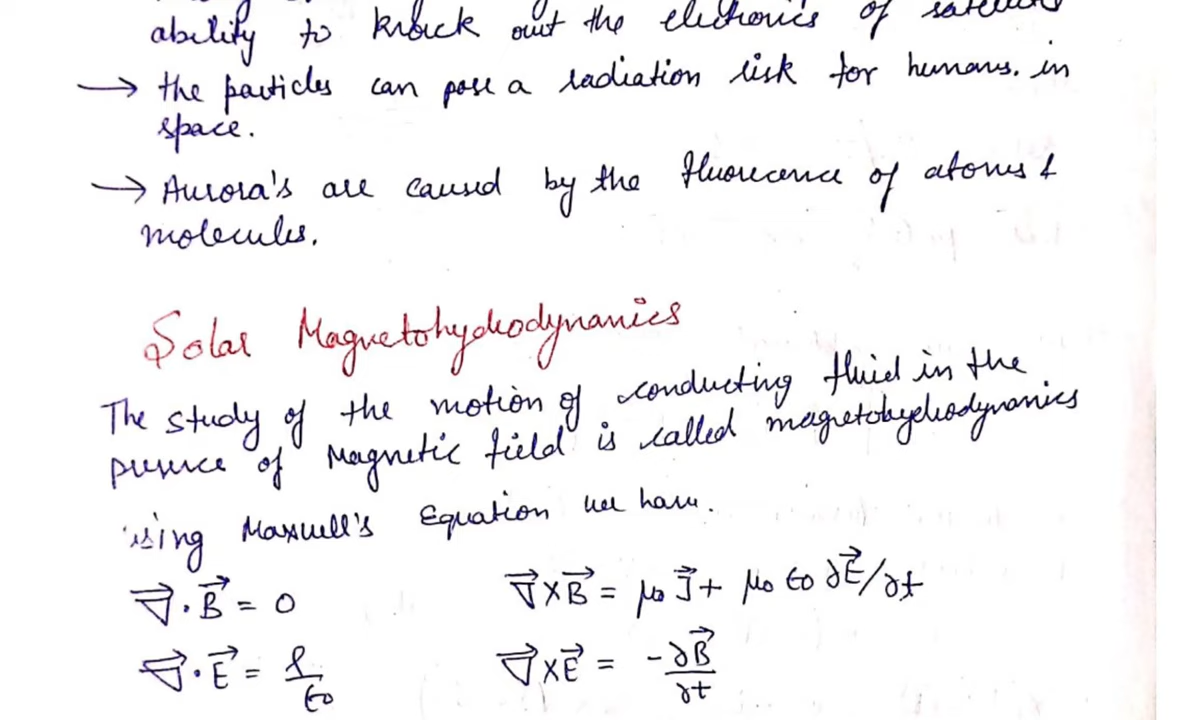 ability to knock out the electronics of satellites
→ the particles can pose a radiation risk for humans. in
space.
→ Aurora's are caused by the fluorecence of atoms &
molecules.
Solar Magnetohydrodynamics
The study of the motion of conducting fluid in the
presence of Magnetic field is called magnetohydrodynamics
using Maxwell's Equation we have.
∇⃗·B⃗ = 0 ∇⃗×B⃗ = μ₀J⃗ + μ₀ϵ₀∂E⃗/∂t
∇⃗·E⃗ = ρ/ϵ₀ ∇⃗×E⃗ = -∂B⃗/∂t